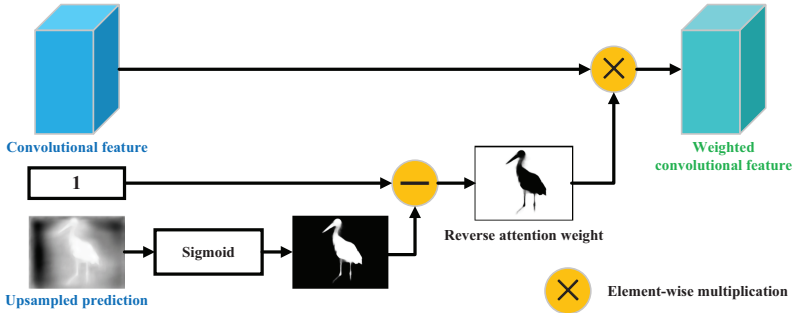 Convolutional feature
Weighted
convolutional feature
1
Reverse attention weight
Sigmoid
Upsampled prediction
Element-wise multiplication